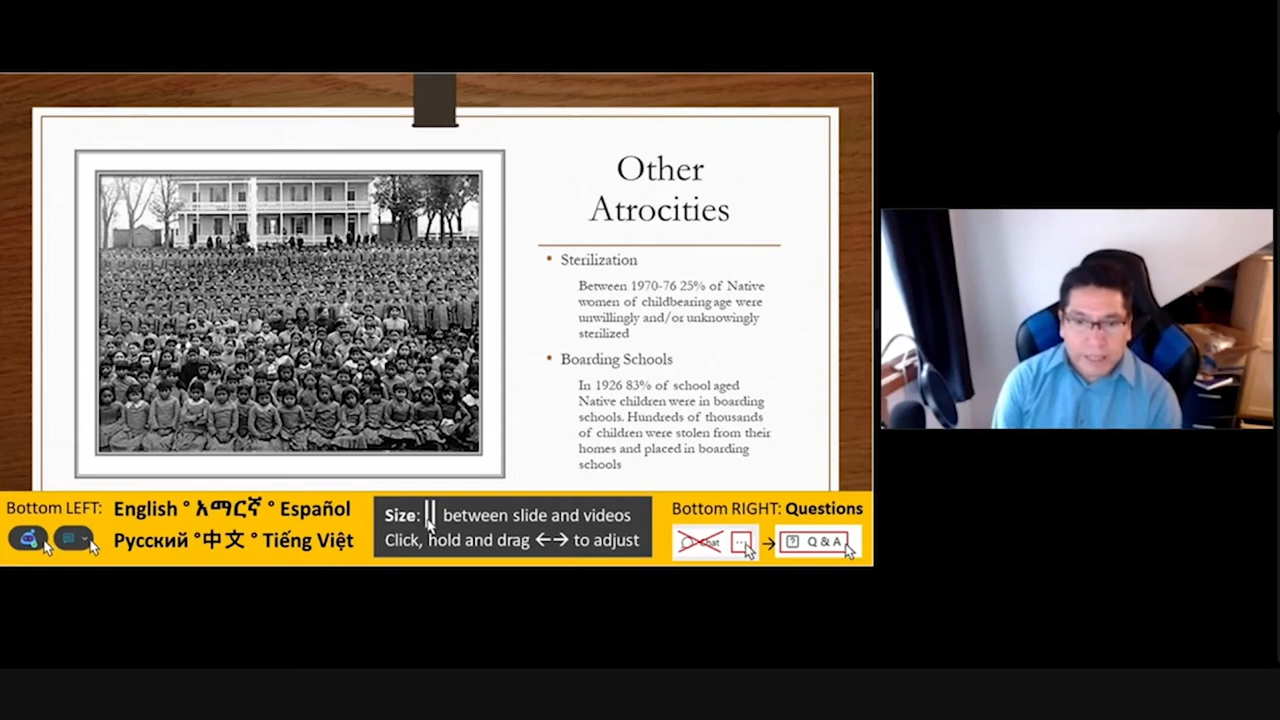 Other
Atrocities
• Sterilization
Between 1970-76 25% of Native
women of childbearing age were
unwillingly and/or unknowingly
sterilized
• Boarding Schools
In 1926 83% of school aged
Native children were in boarding
schools. Hundreds of thousands
of children were stolen from their
homes and placed in boarding
schools
Bottom LEFT: English ° አማርኛ ° Español
Русский °中文 ° Tiếng Việt
Size: || between slide and videos
Click, hold and drag ←→ to adjust
Bottom RIGHT: Questions
Chat ... → ? Q & A